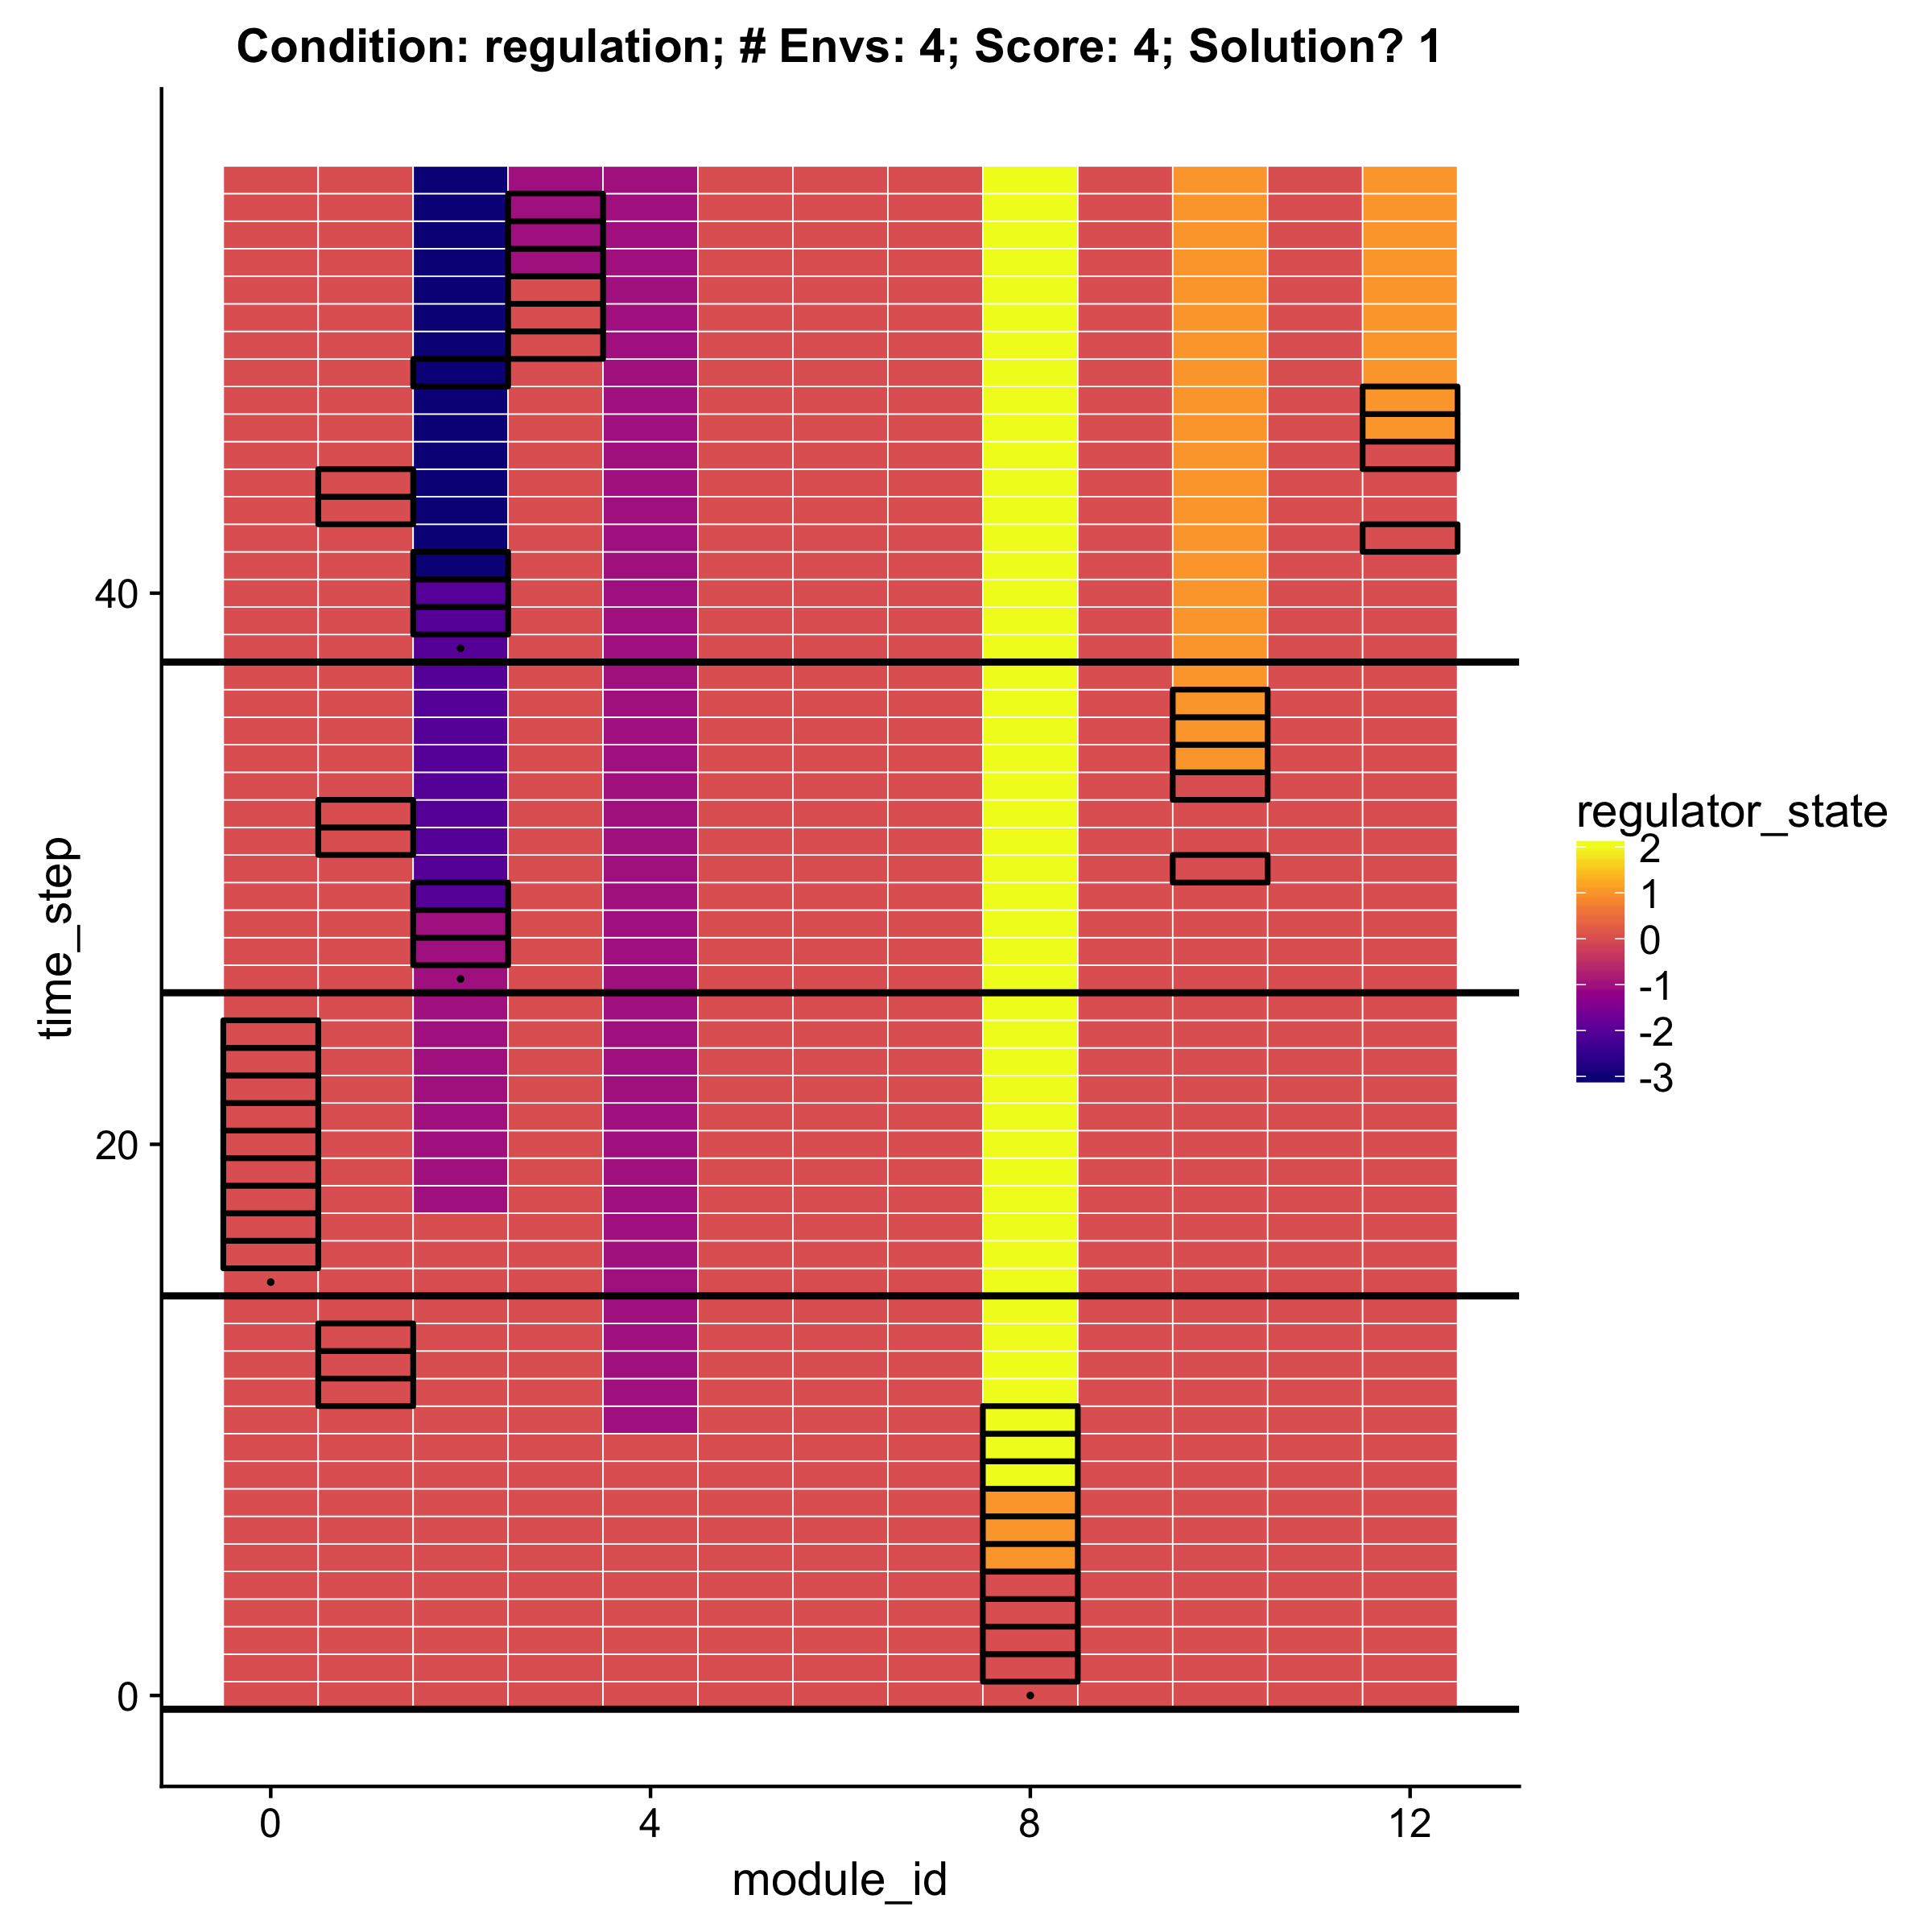 Condition: regulation; # Envs: 4; Score: 4; Solution? 1
time_step
40
20
0
0 4 8 12
module_id
regulator_state
2
1
0
-1
-2
-3